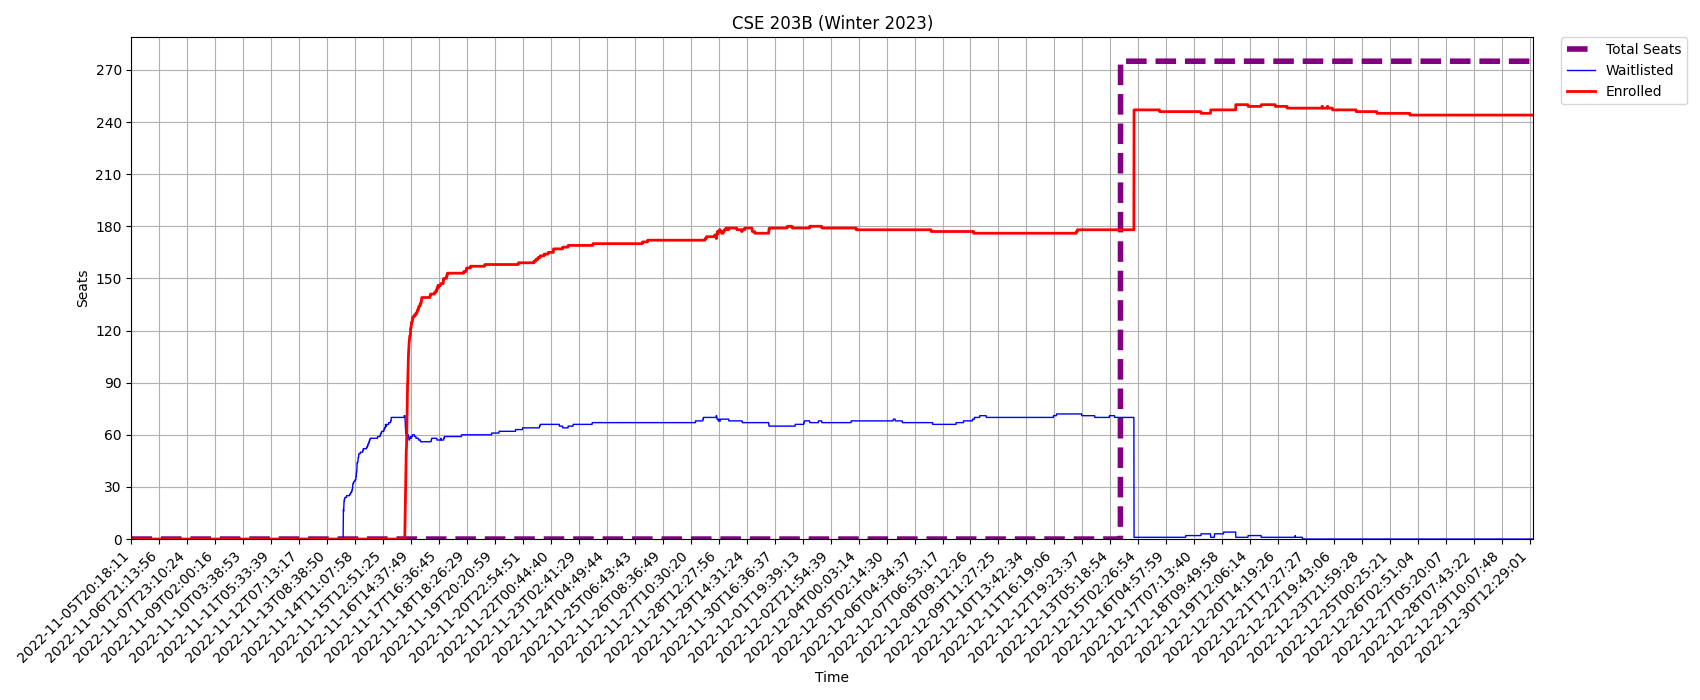 CSE 203B (Winter 2023)
Total Seats
Waitlisted
Enrolled
Seats
270
240
210
180
150
120
90
60
30
0
2022-11-05T20:18:11
2022-11-06T21:13:56
2022-11-07T23:10:24
2022-11-09T02:00:16
2022-11-10T03:38:53
2022-11-11T05:33:39
2022-11-12T07:13:17
2022-11-13T08:38:50
2022-11-14T11:07:58
2022-11-15T12:51:25
2022-11-16T14:37:49
2022-11-17T16:36:45
2022-11-18T18:26:29
2022-11-19T20:20:59
2022-11-20T22:54:51
2022-11-22T00:44:40
2022-11-23T02:41:29
2022-11-24T04:49:44
2022-11-25T06:43:43
2022-11-26T08:36:49
2022-11-27T10:30:20
2022-11-28T12:27:56
2022-11-29T14:31:24
2022-11-30T16:36:37
2022-12-01T19:39:13
2022-12-02T21:54:39
2022-12-04T00:03:14
2022-12-05T02:14:30
2022-12-06T04:34:37
2022-12-07T06:53:17
2022-12-08T09:12:26
2022-12-09T11:27:25
2022-12-10T13:42:34
2022-12-11T16:19:06
2022-12-12T19:23:37
2022-12-13T05:18:54
2022-12-15T02:26:54
2022-12-16T04:57:59
2022-12-17T07:13:40
2022-12-18T09:49:58
2022-12-19T12:06:14
2022-12-20T14:19:26
2022-12-21T17:27:27
2022-12-22T19:43:06
2022-12-23T21:59:28
2022-12-25T00:25:21
2022-12-26T02:51:04
2022-12-27T05:20:07
2022-12-28T07:43:22
2022-12-29T10:07:48
2022-12-30T12:29:01
Time